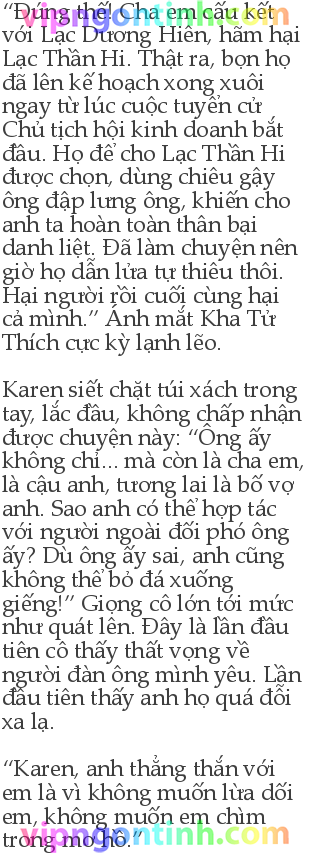 “Đúng thế! Cha em cấu kết
với Lạc Dương Hiên, hãm hại
Lạc Thần Hi. Thật ra, bọn họ
đã lên kế hoạch xong xuôi
ngay từ lúc cuộc tuyển cử
Chủ tịch hội kinh doanh bắt
đầu. Họ để cho Lạc Thần Hi
được chọn, dùng chiêu gậy
ông đập lưng ông, khiến cho
anh ta hoàn toàn thân bại
danh liệt. Đã làm chuyện nên
giờ họ dẫn lửa tự thiêu thôi.
Hại người rồi cuối cùng hại
cả mình.” Ánh mắt Kha Tử
Thích cực kỳ lạnh lẽo.
Karen siết chặt túi xách trong
tay, lắc đầu, không chấp nhận
được chuyện này: “Ông ấy
không chỉ... mà còn là cha em,
là cậu anh, tương lai là bố vợ
anh. Sao anh có thể hợp tác
với người ngoài đối phó ông
ấy? Dù ông ấy sai, anh cũng
không thể bỏ đá xuống
giếng!” Giọng cô lớn tới mức
như quát lên. Đây là lần đầu
tiên cô thấy thất vọng về
người đàn ông mình yêu. Lần
đầu tiên thấy anh họ quá đỗi
xa lạ.
“Karen, anh thẳng thắn với
em là vì không muốn lừa dối
em, không muốn em chìm
trong mơ hồ.”
vipngontinh.com
vipngontinh.com